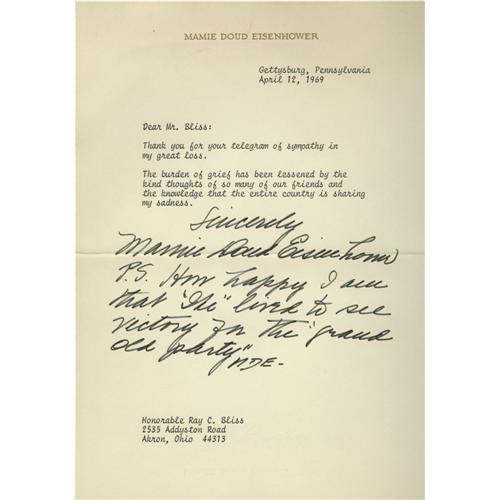 MAMIE DOUD EISENHOWER
Gettysburg, Pennsylvania
April 12, 1969
Dear Mr. Bliss:
Thank you for your telegram of sympathy in
my great loss.
The burden of grief has been lessened by the
kind thoughts of so many of our friends and
the knowledge that the entire country is sharing
my sadness.
Sincerely
Mamie Doud Eisenhower
P.S. How happy I am
that "Ike" lived to see
victory for the "grand
old party"
MDE-
Honorable Ray C. Bliss
2535 Addyston Road
Akron, Ohio 44313